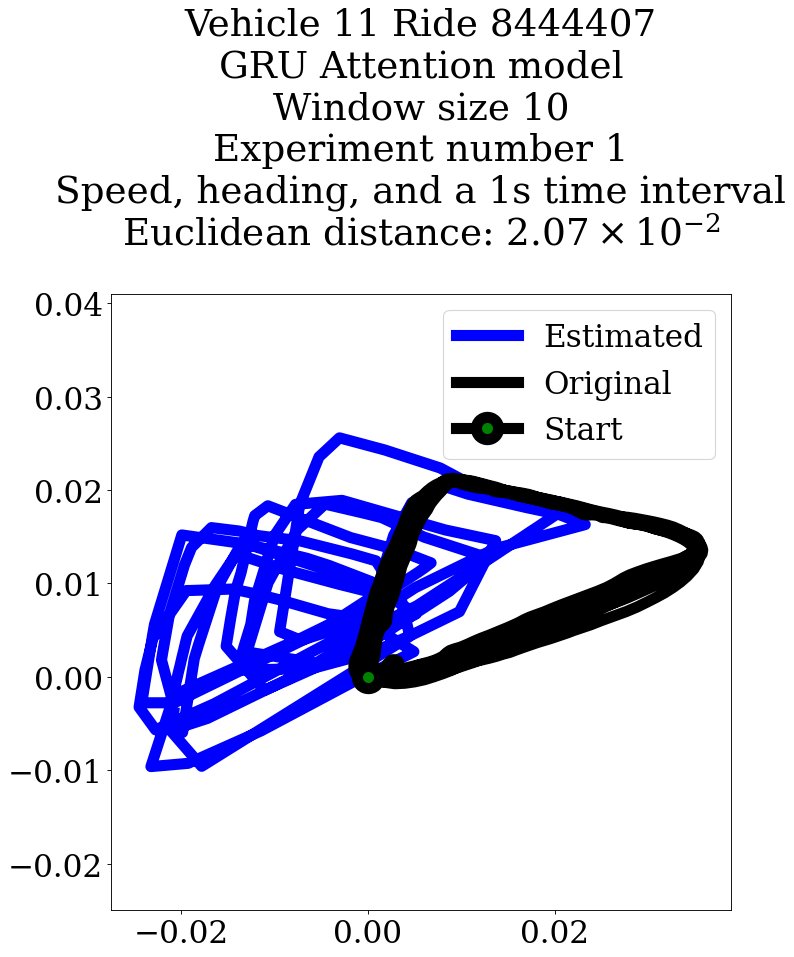 Vehicle 11 Ride 8444407
GRU Attention model
Window size 10
Experiment number 1
Speed, heading, and a 1s time interval
Euclidean distance: 2.07 × 10⁻²
Estimated
Original
Start
0.04
0.03
0.02
0.01
0.00
−0.01
−0.02
−0.02 0.00 0.02